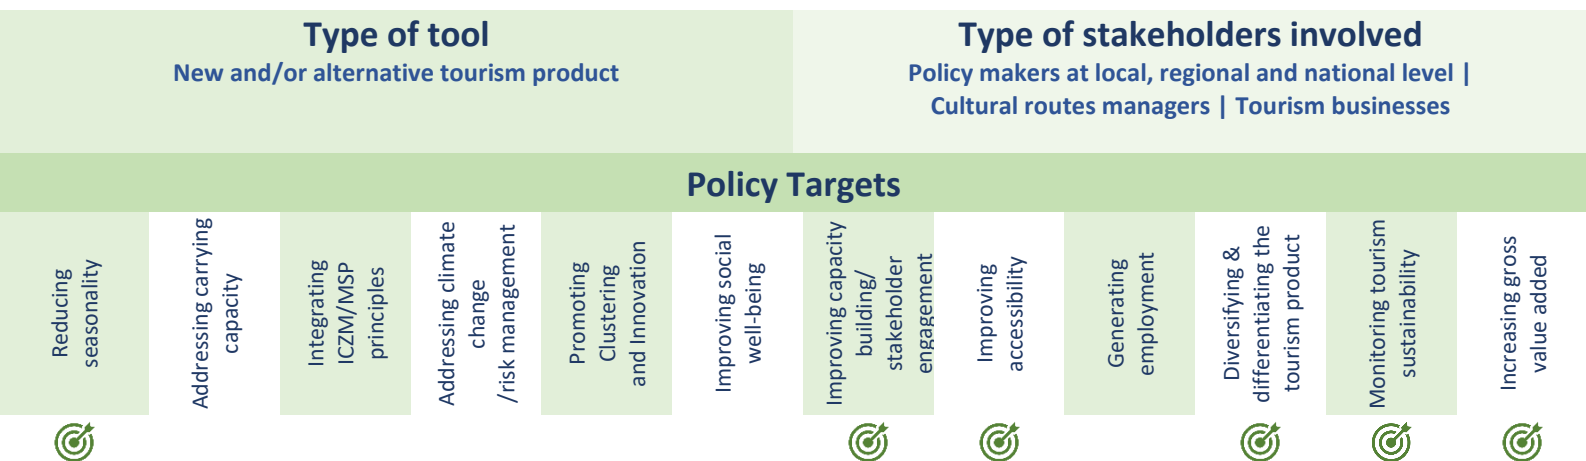 Type of tool
New and/or alternative tourism product
Type of stakeholders involved
Policy makers at local, regional and national level |
Cultural routes managers | Tourism businesses
Policy Targets
Reducing
seasonality
Addressing carrying
capacity
Integrating
ICZM/MSP
principles
Addressing climate
change
/risk management
Promoting
Clustering
and Innovation
Improving social
well-being
Improving capacity
building/
stakeholder
engagement
Improving
accessibility
Generating
employment
Diversifying &
differentiating the
tourism product
Monitoring tourism
sustainability
Increasing gross
value added